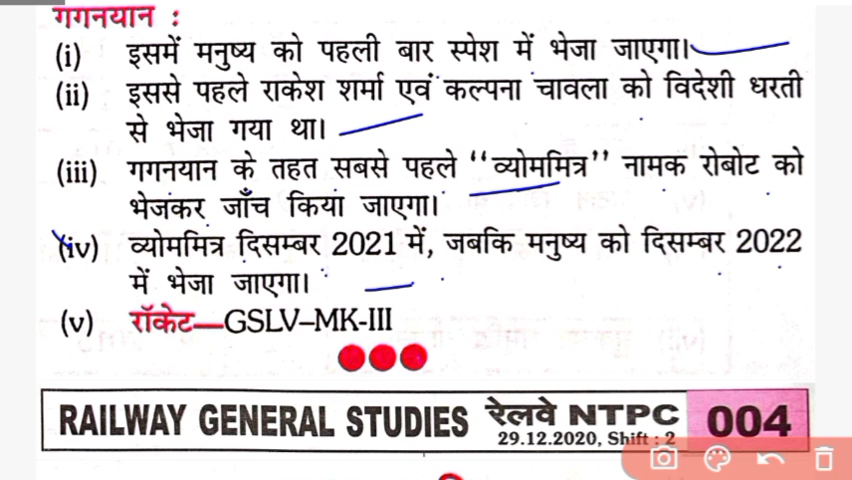 गगनयान :
(i) इसमें मनुष्य को पहली बार स्पेश में भेजा जाएगा।
(ii) इससे पहले राकेश शर्मा एवं कल्पना चावला को विदेशी धरती
से भेजा गया था।
(iii) गगनयान के तहत सबसे पहले “व्योममित्र” नामक रोबोट को
भेजकर जाँच किया जाएगा।
(iv) व्योममित्र दिसम्बर 2021 में, जबकि मनुष्य को दिसम्बर 2022
में भेजा जाएगा।
(v) रॉकेट—GSLV–MK-III
RAILWAY GENERAL STUDIES रेलवे NTPC 004
29.12.2020, Shift : 2